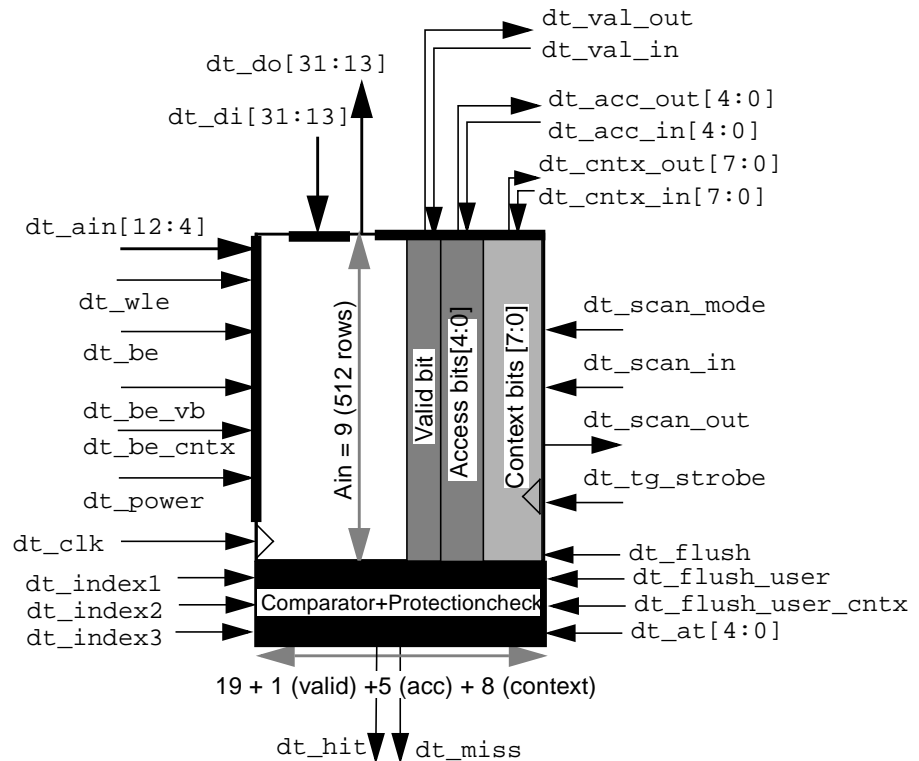 dt_val_out
dt_val_in
dt_do[31:13]
dt_acc_out[4:0]
dt_di[31:13]
dt_acc_in[4:0]
dt_cntx_out[7:0]
dt_cntx_in[7:0]
dt_ain[12:4]
dt_wle
dt_be
dt_be_vb
dt_be_cntx
dt_power
dt_clk
dt_index1
dt_index2
dt_index3
Ain = 9 (512 rows)
Valid bit
Access bits[4:0]
Context bits [7:0]
dt_scan_mode
dt_scan_in
dt_scan_out
dt_tg_strobe
dt_flush
dt_flush_user
dt_flush_user_cntx
dt_at[4:0]
Comparator+Protectioncheck
19 + 1 (valid) +5 (acc) + 8 (context)
dt_hit
dt_miss